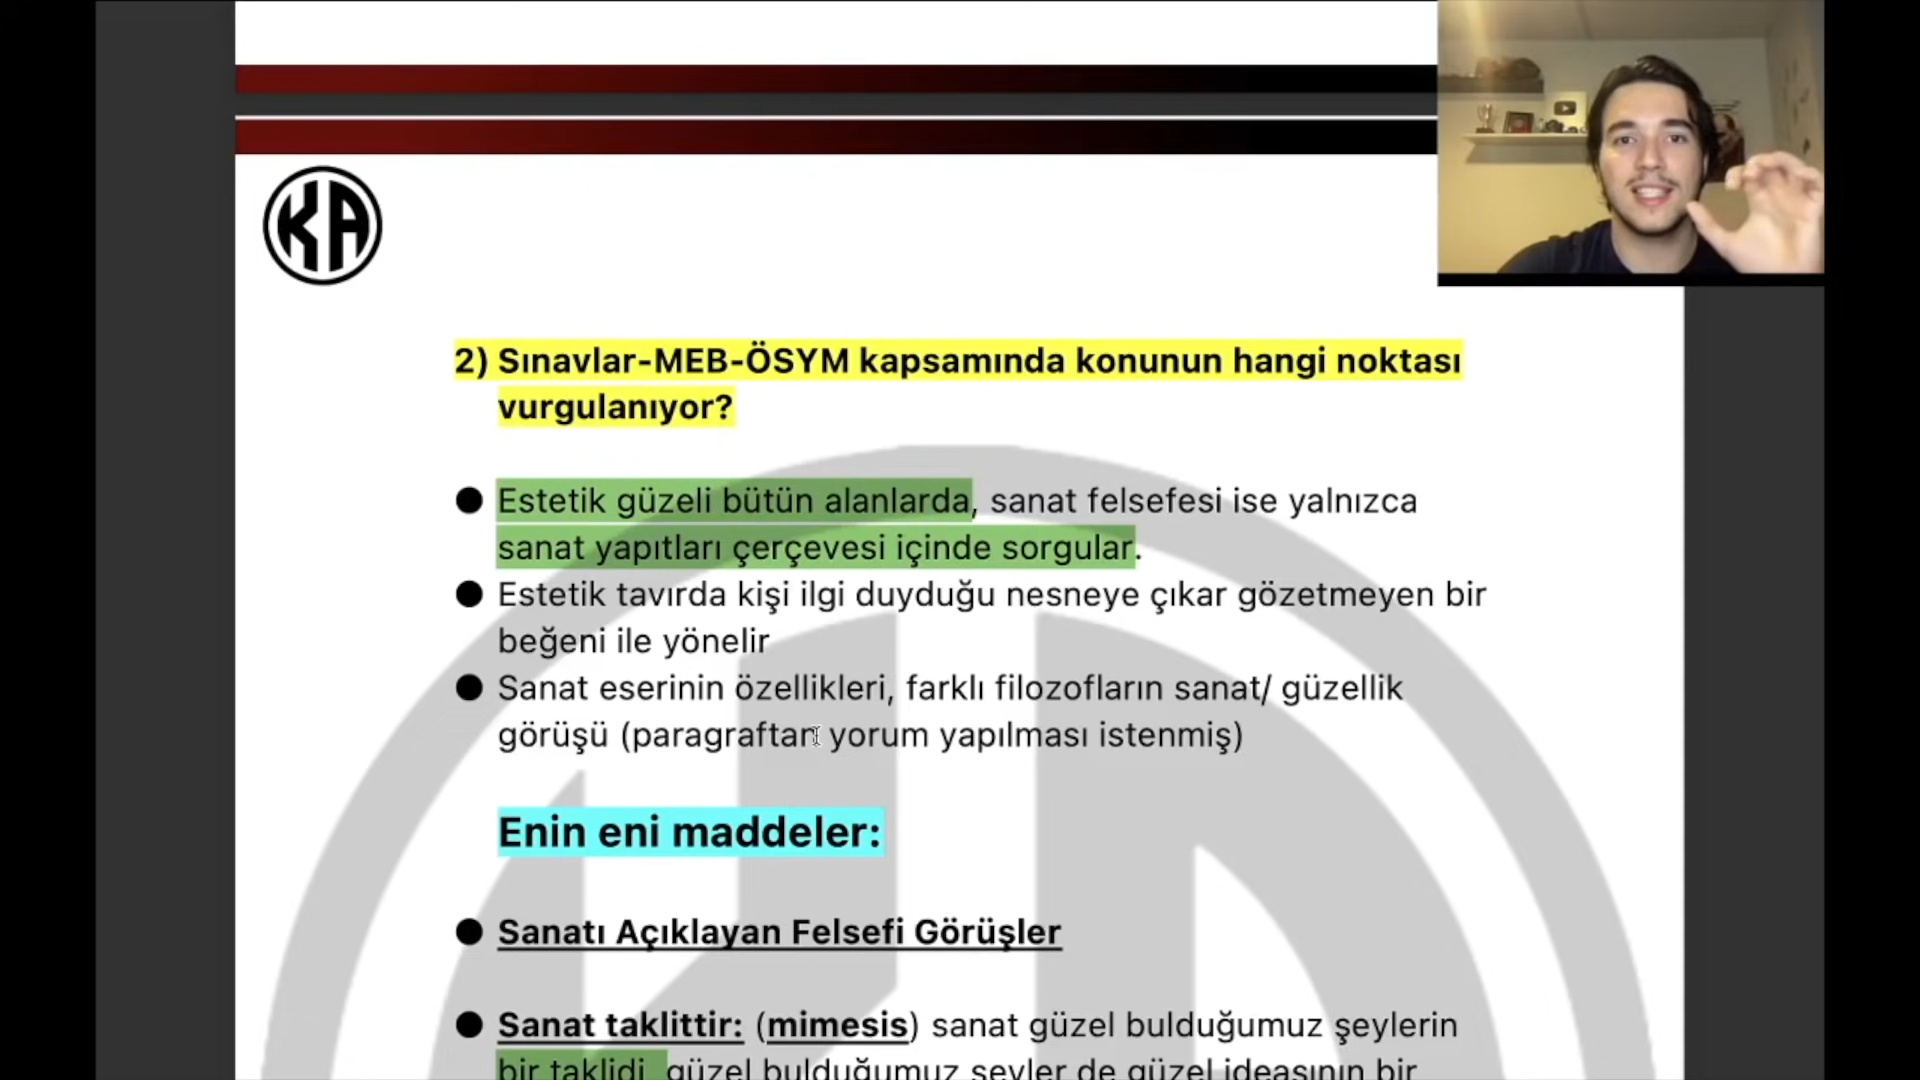 KA
2) Sınavlar-MEB-ÖSYM kapsamında konunun hangi noktası
vurgulanıyor?
● Estetik güzeli bütün alanlarda, sanat felsefesi ise yalnızca
sanat yapıtları çerçevesi içinde sorgular.
● Estetik tavırda kişi ilgi duyduğu nesneye çıkar gözetmeyen bir
beğeni ile yönelir
● Sanat eserinin özellikleri, farklı filozofların sanat/ güzellik
görüşü (paragraftan yorum yapılması istenmiş)
Enin eni maddeler:
● Sanatı Açıklayan Felsefi Görüşler
● Sanat taklittir: (mimesis) sanat güzel bulduğumuz şeylerin
bir taklidi güzel bulduğumuz şeyler de güzel ideasının bir